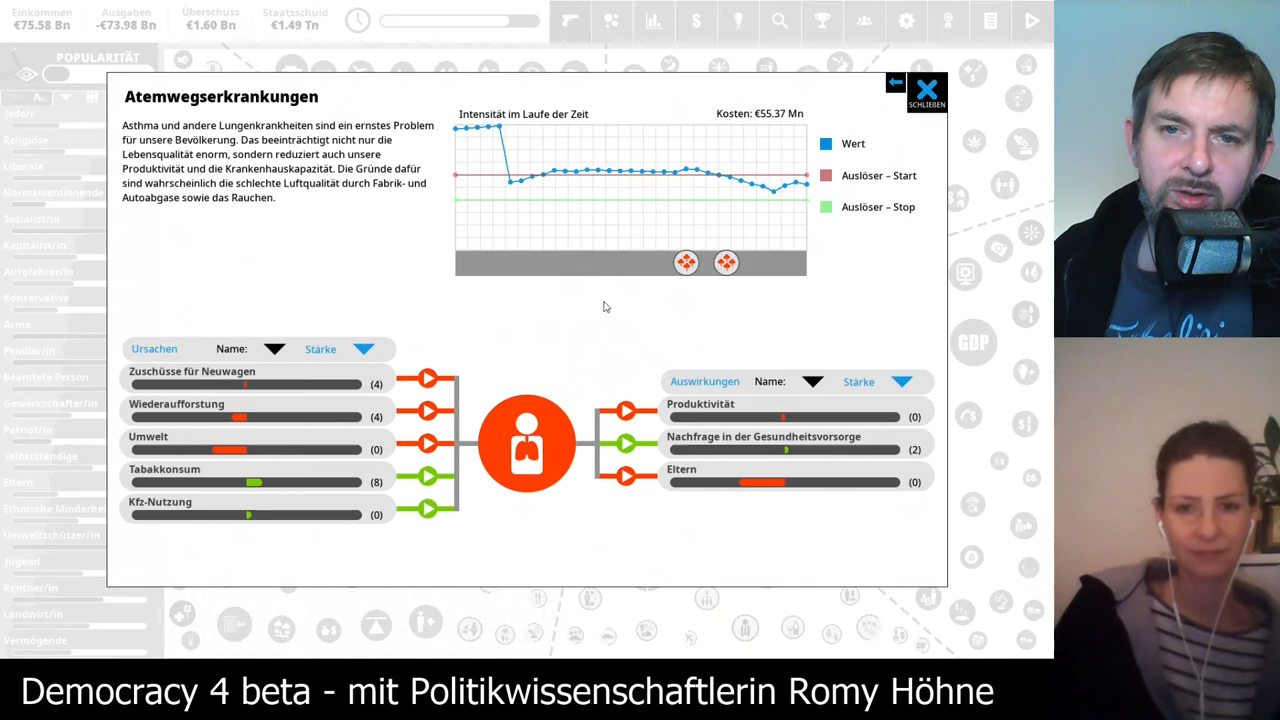 Einkommen
€75.58 Bn
Ausgaben
-€73.98 Bn
Überschuss
€1.60 Bn
Staatsschuld
€1.49 Tn
POPULARITÄT
Jede/r
Religiöse
Liberale
Normalverdienende
Sozialist/in
Kapitalist/in
Autofahrer/in
Konservative
Arme
Pendler/in
Beamtete Person
Gewerkschafter/in
Patriot/in
Selbstständige
Eltern
Ethnische Minderhei
Umweltschützer/in
Jugend
Rentner/in
Landwirt/in
Vermögende
Atemwegserkrankungen
SCHLIEßEN
Asthma und andere Lungenkrankheiten sind ein ernstes Problem
für unsere Bevölkerung. Das beeinträchtigt nicht nur die
Lebensqualität enorm, sondern reduziert auch unsere
Produktivität und die Krankenhauskapazität. Die Gründe dafür
sind wahrscheinlich die schlechte Luftqualität durch Fabrik- und
Autoabgase sowie das Rauchen.
Intensität im Laufe der Zeit
Kosten: €55.37 Mn
Wert
Auslöser – Start
Auslöser – Stop
Ursachen Name: Stärke
Zuschüsse für Neuwagen
(4)
Wiederaufforstung
(4)
Umwelt
(0)
Tabakkonsum
(8)
Kfz-Nutzung
(0)
Auswirkungen Name: Stärke
Produktivität
(0)
Nachfrage in der Gesundheitsvorsorge
(2)
Eltern
(0)
GDP
Democracy 4 beta - mit Politikwissenschaftlerin Romy Höhne